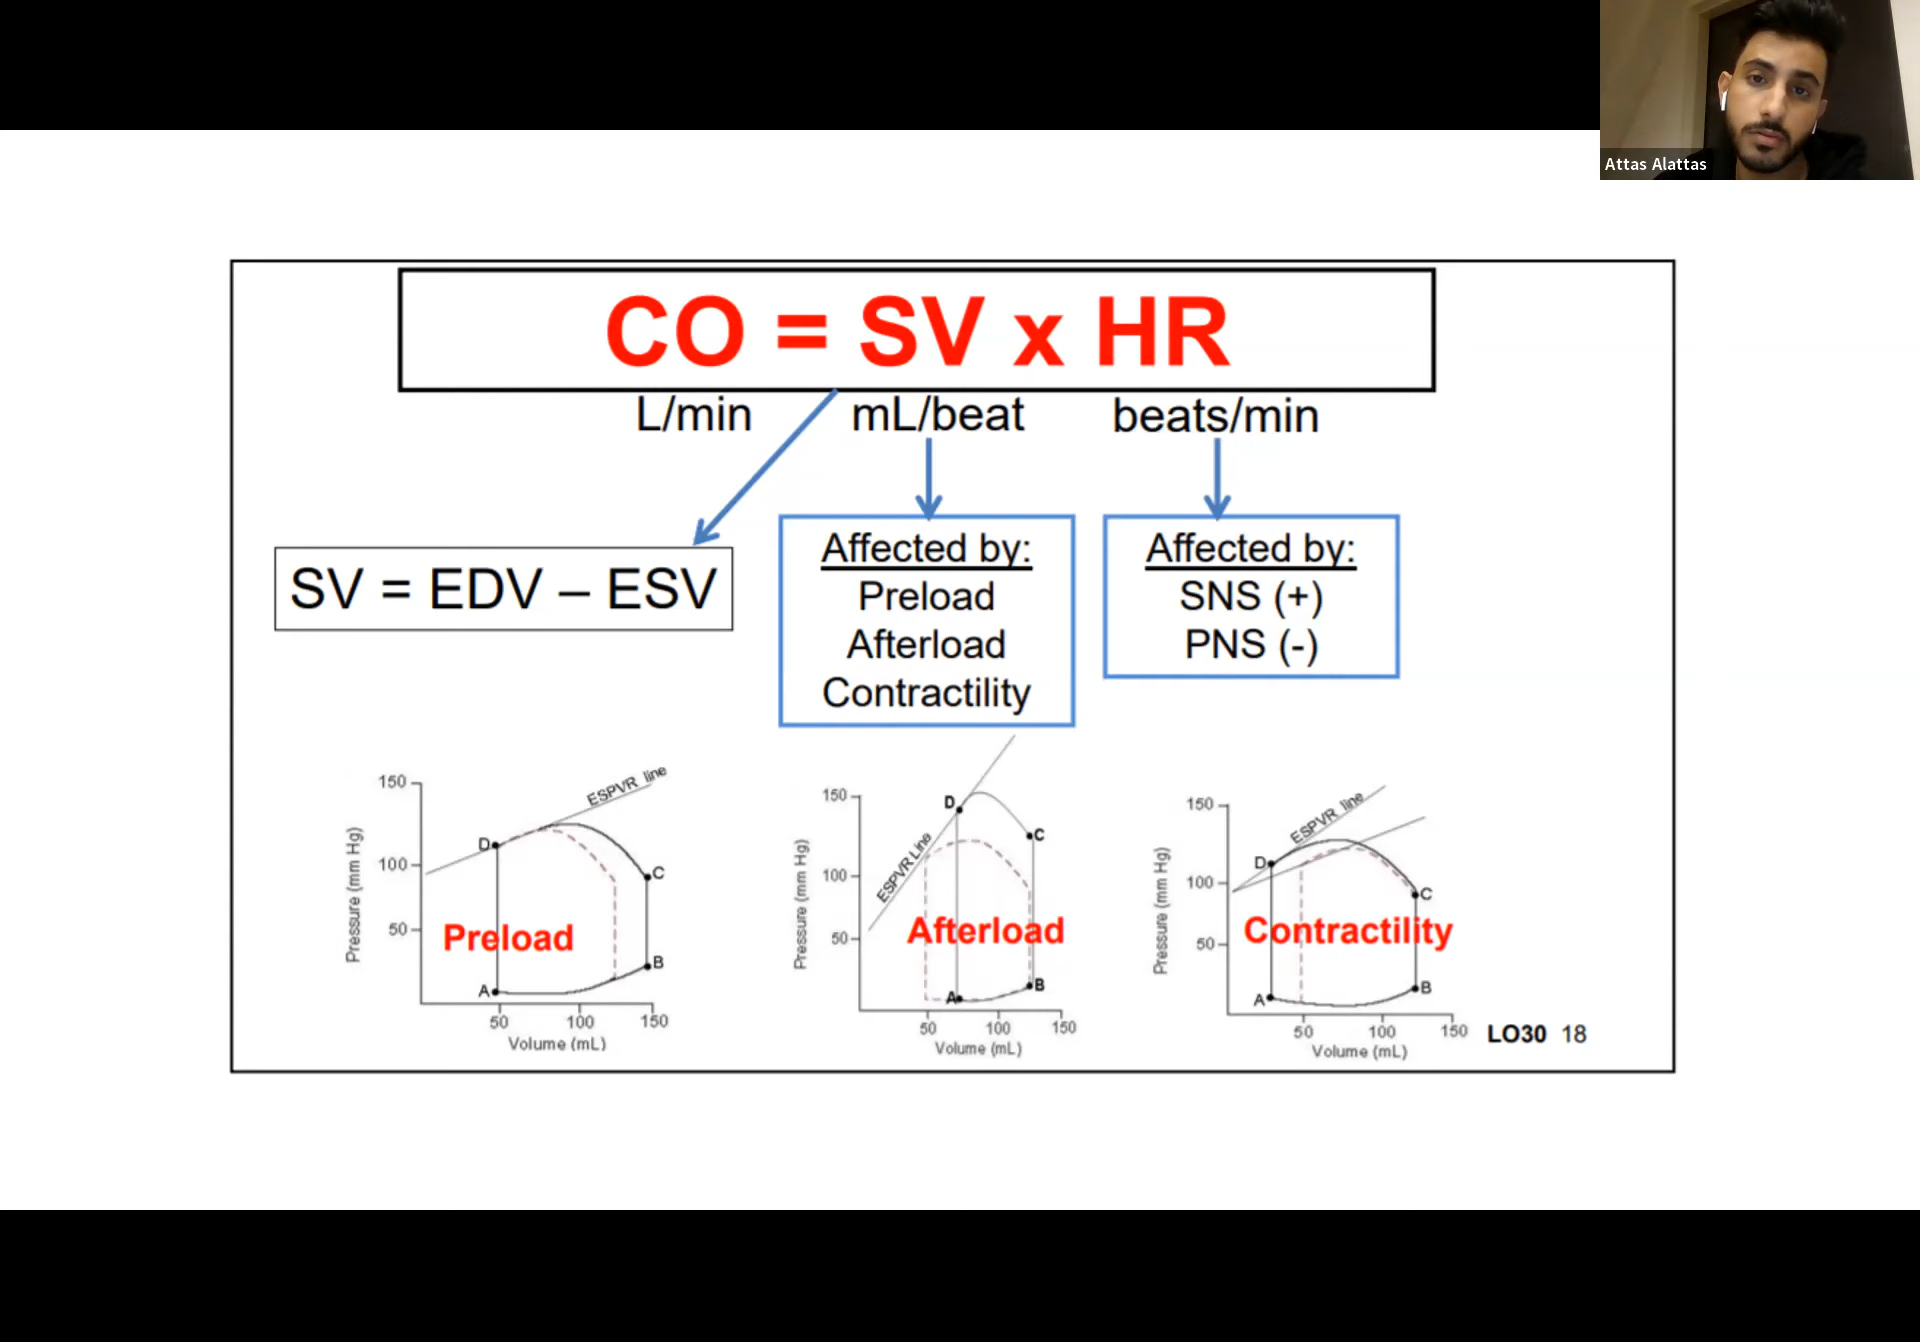 Attas Alattas
CO = SV x HR
L/min mL/beat beats/min
SV = EDV – ESV
Affected by:
Preload
Afterload
Contractility
Affected by:
SNS (+)
PNS (-)
150
100
50
Pressure (mm Hg)
ESPVR line
D
C
B
A
Preload
50 100 150
Volume (mL)
150
100
50
Pressure (mm Hg)
ESPVR Line
D
C
B
A
Afterload
50 100 150
Volume (mL)
150
100
50
Pressure (mm Hg)
ESPVR line
D
C
B
A
Contractility
50 100 150
Volume (mL)
LO30 18